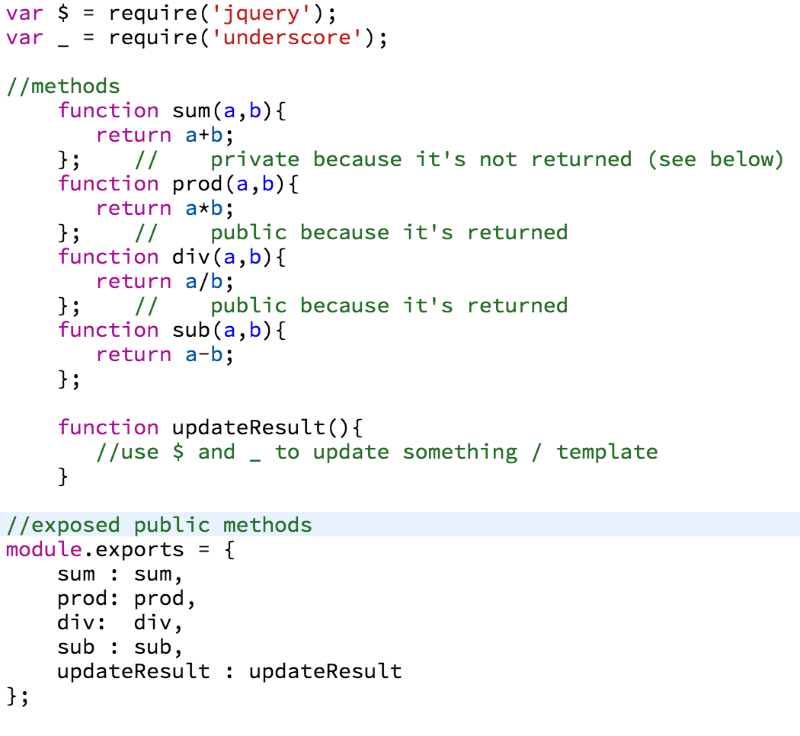 var $ = require('jquery');
var _ = require('underscore');

//methods
    function sum(a,b){
       return a+b;
    };    //    private because it's not returned (see below)
    function prod(a,b){
       return a*b;
    };    //    public because it's returned
    function div(a,b){
       return a/b;
    };    //    public because it's returned
    function sub(a,b){
       return a-b;
    };

    function updateResult(){
       //use $ and _ to update something / template
    }

//exposed public methods
module.exports = {
    sum : sum,
    prod: prod,
    div:  div,
    sub : sub,
    updateResult : updateResult
};